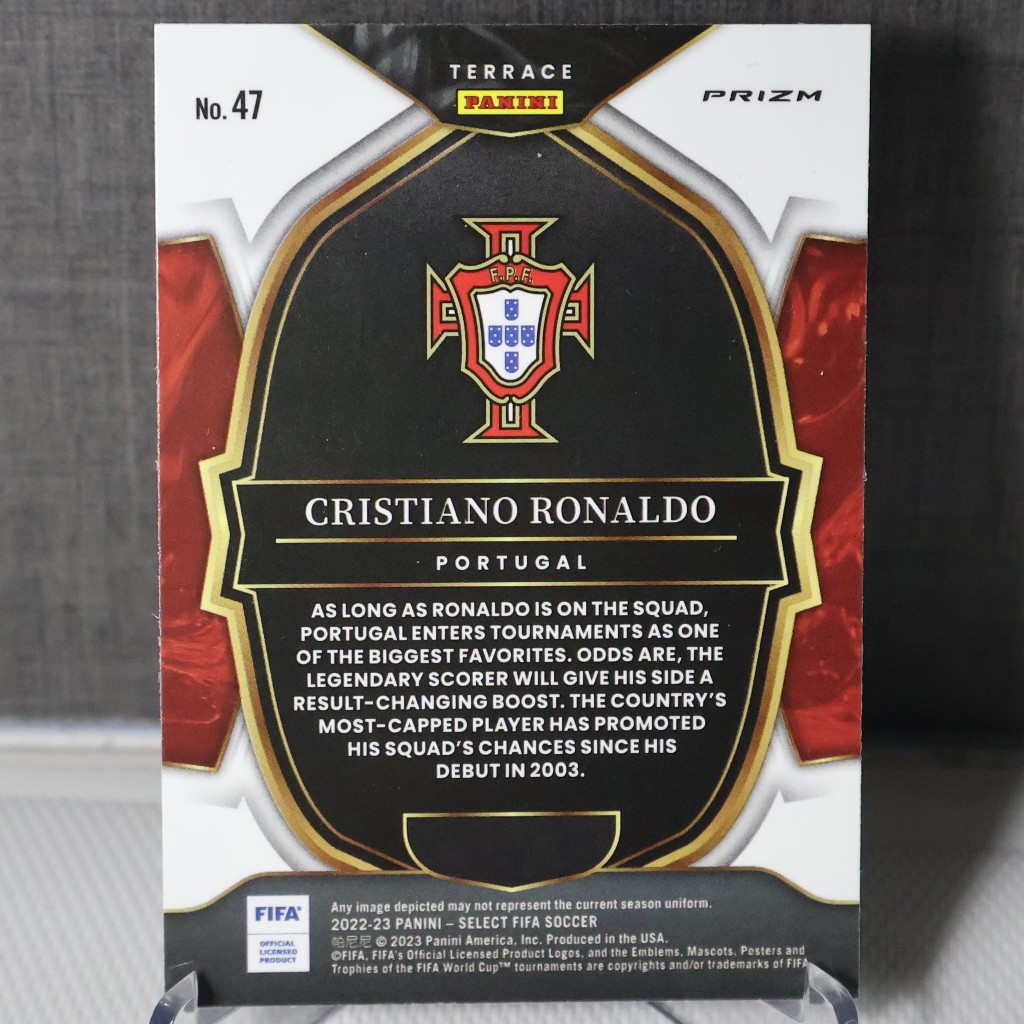 TERRACE
PANINI
No. 47
PRIZM
F.P.F.
CRISTIANO RONALDO
PORTUGAL
AS LONG AS RONALDO IS ON THE SQUAD,
PORTUGAL ENTERS TOURNAMENTS AS ONE
OF THE BIGGEST FAVORITES. ODDS ARE, THE
LEGENDARY SCORER WILL GIVE HIS SIDE A
RESULT-CHANGING BOOST. THE COUNTRY'S
MOST-CAPPED PLAYER HAS PROMOTED
HIS SQUAD'S CHANCES SINCE HIS
DEBUT IN 2003.
FIFA®
OFFICIAL
LICENSED
PRODUCT
Any image depicted may not represent the current season uniform.
2022-23 PANINI – SELECT FIFA SOCCER
帕尼尼 © 2023 Panini America, Inc. Produced in the USA.
©FIFA, FIFA's Official Licensed Product Logos, and the Emblems, Mascots, Posters and
Trophies of the FIFA World Cup™ tournaments are copyrights and/or trademarks of FIFA.